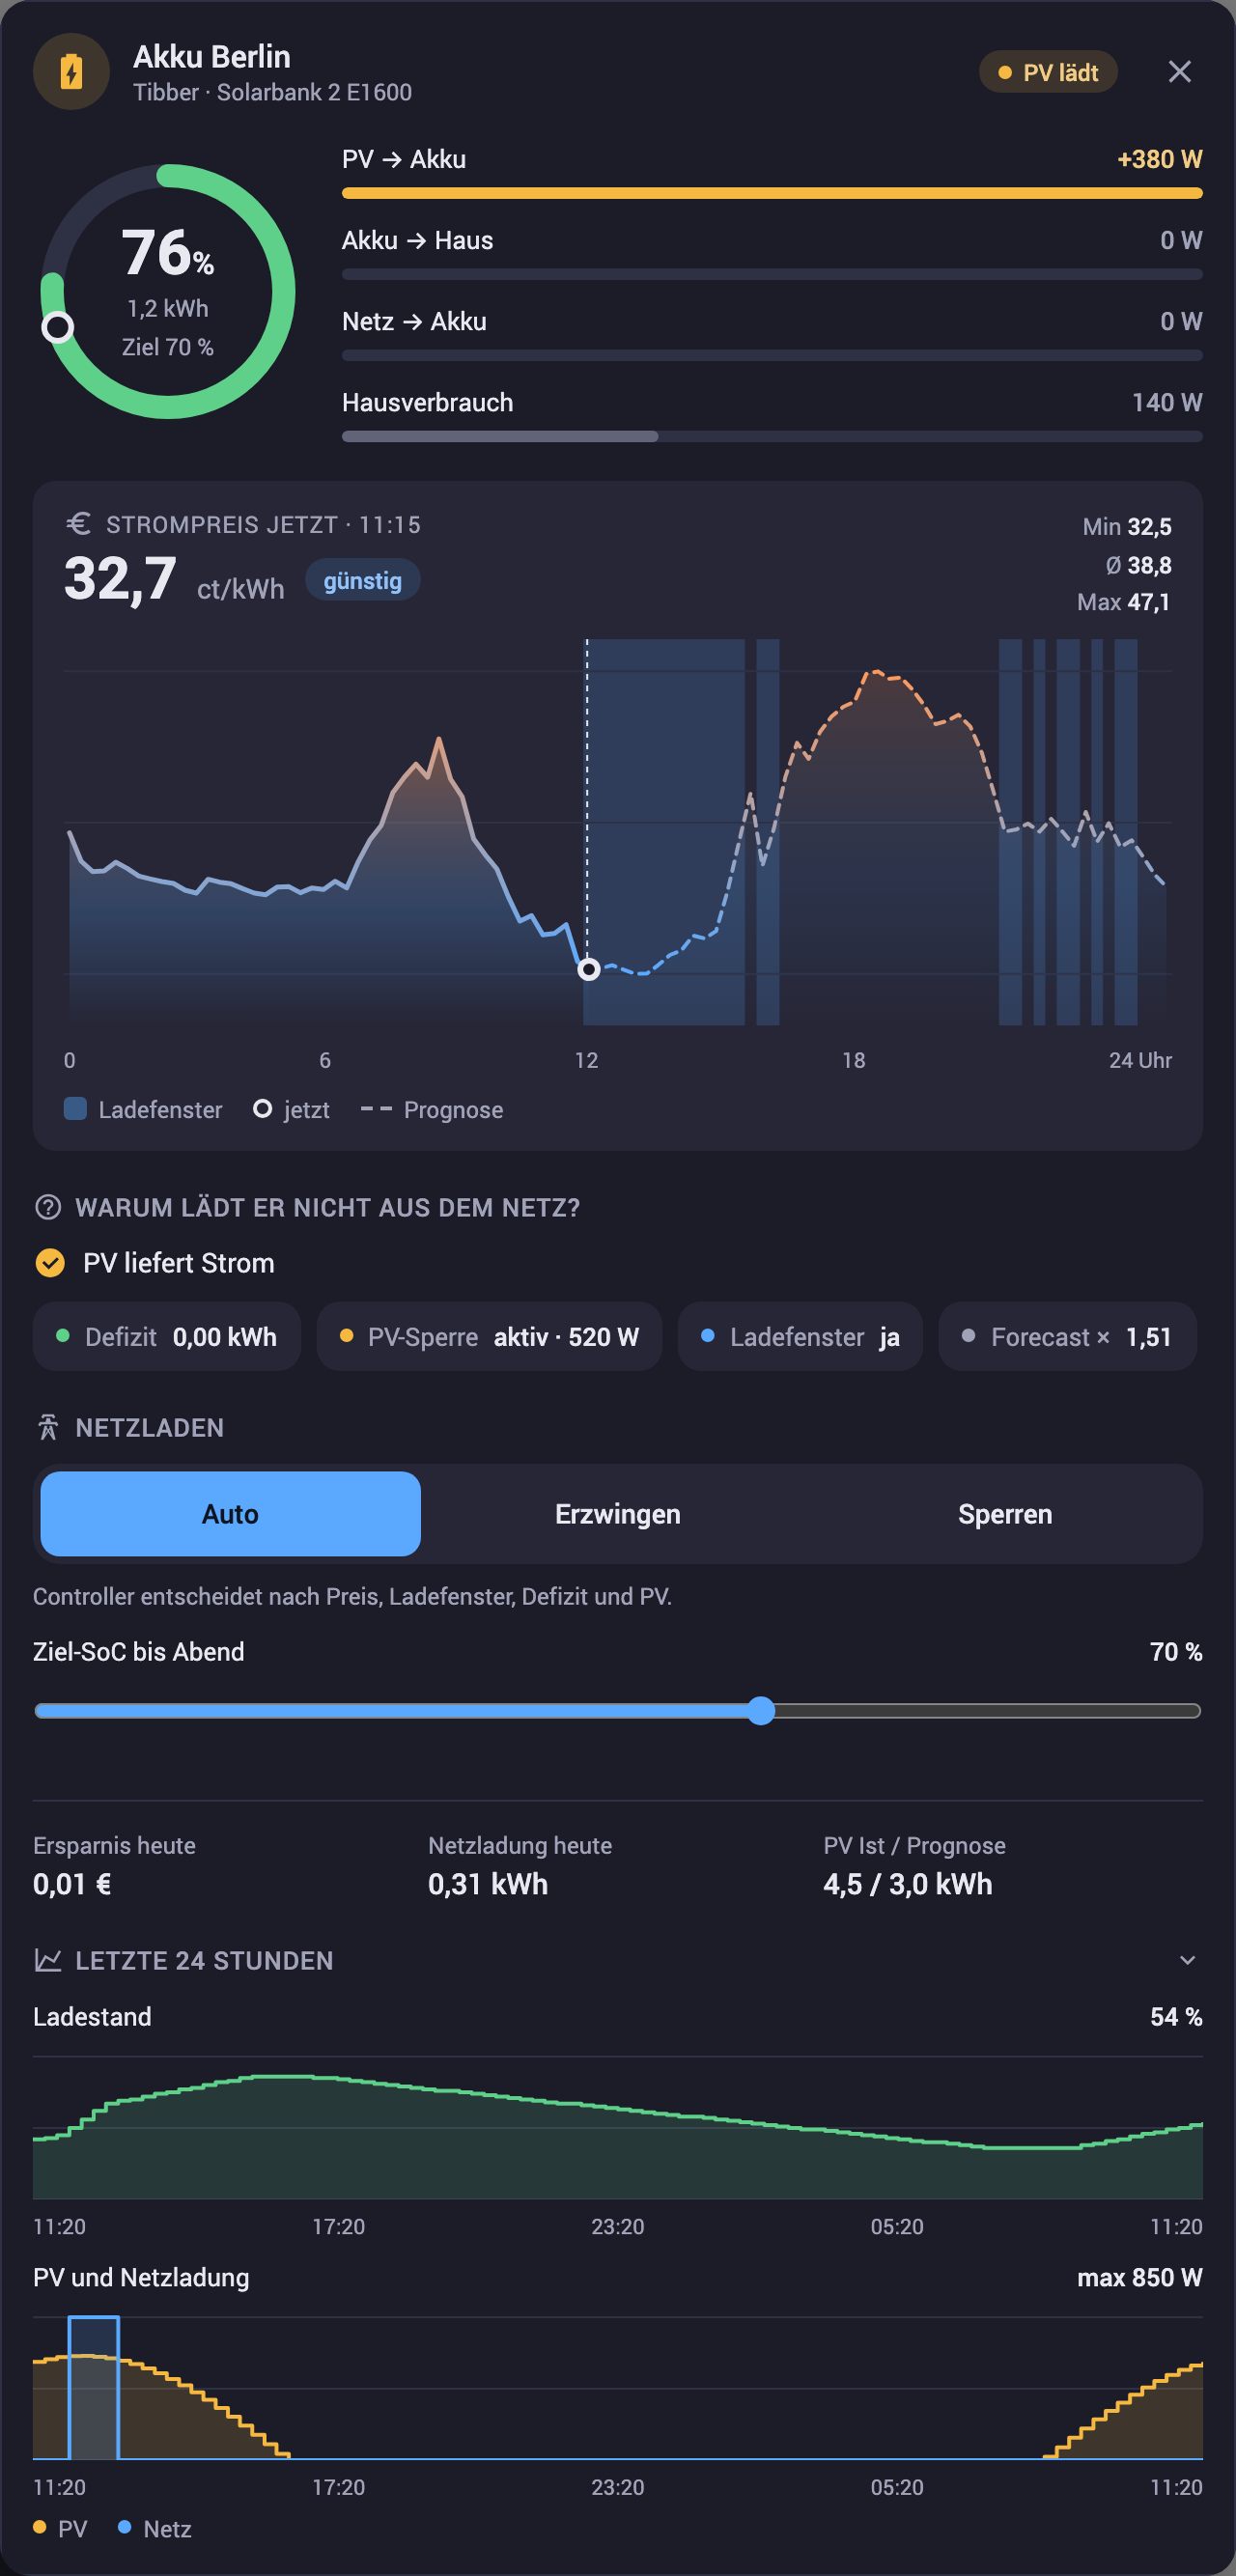 Akku Berlin
Tibber · Solarbank 2 E1600
PV lädt
76%
1,2 kWh
Ziel 70 %
PV → Akku +380 W
Akku → Haus 0 W
Netz → Akku 0 W
Hausverbrauch 140 W
€ STROMPREIS JETZT · 11:15
32,7 ct/kWh günstig
Min 32,5
Ø 38,8
Max 47,1
0 6 12 18 24 Uhr
Ladefenster jetzt Prognose
WARUM LÄDT ER NICHT AUS DEM NETZ?
PV liefert Strom
Defizit 0,00 kWh PV-Sperre aktiv · 520 W Ladefenster ja Forecast × 1,51
NETZLADEN
Auto Erzwingen Sperren
Controller entscheidet nach Preis, Ladefenster, Defizit und PV.
Ziel-SoC bis Abend 70 %
Ersparnis heute Netzladung heute PV Ist / Prognose
0,01 € 0,31 kWh 4,5 / 3,0 kWh
LETZTE 24 STUNDEN
Ladestand 54 %
11:20 17:20 23:20 05:20 11:20
PV und Netzladung max 850 W
11:20 17:20 23:20 05:20 11:20
PV Netz